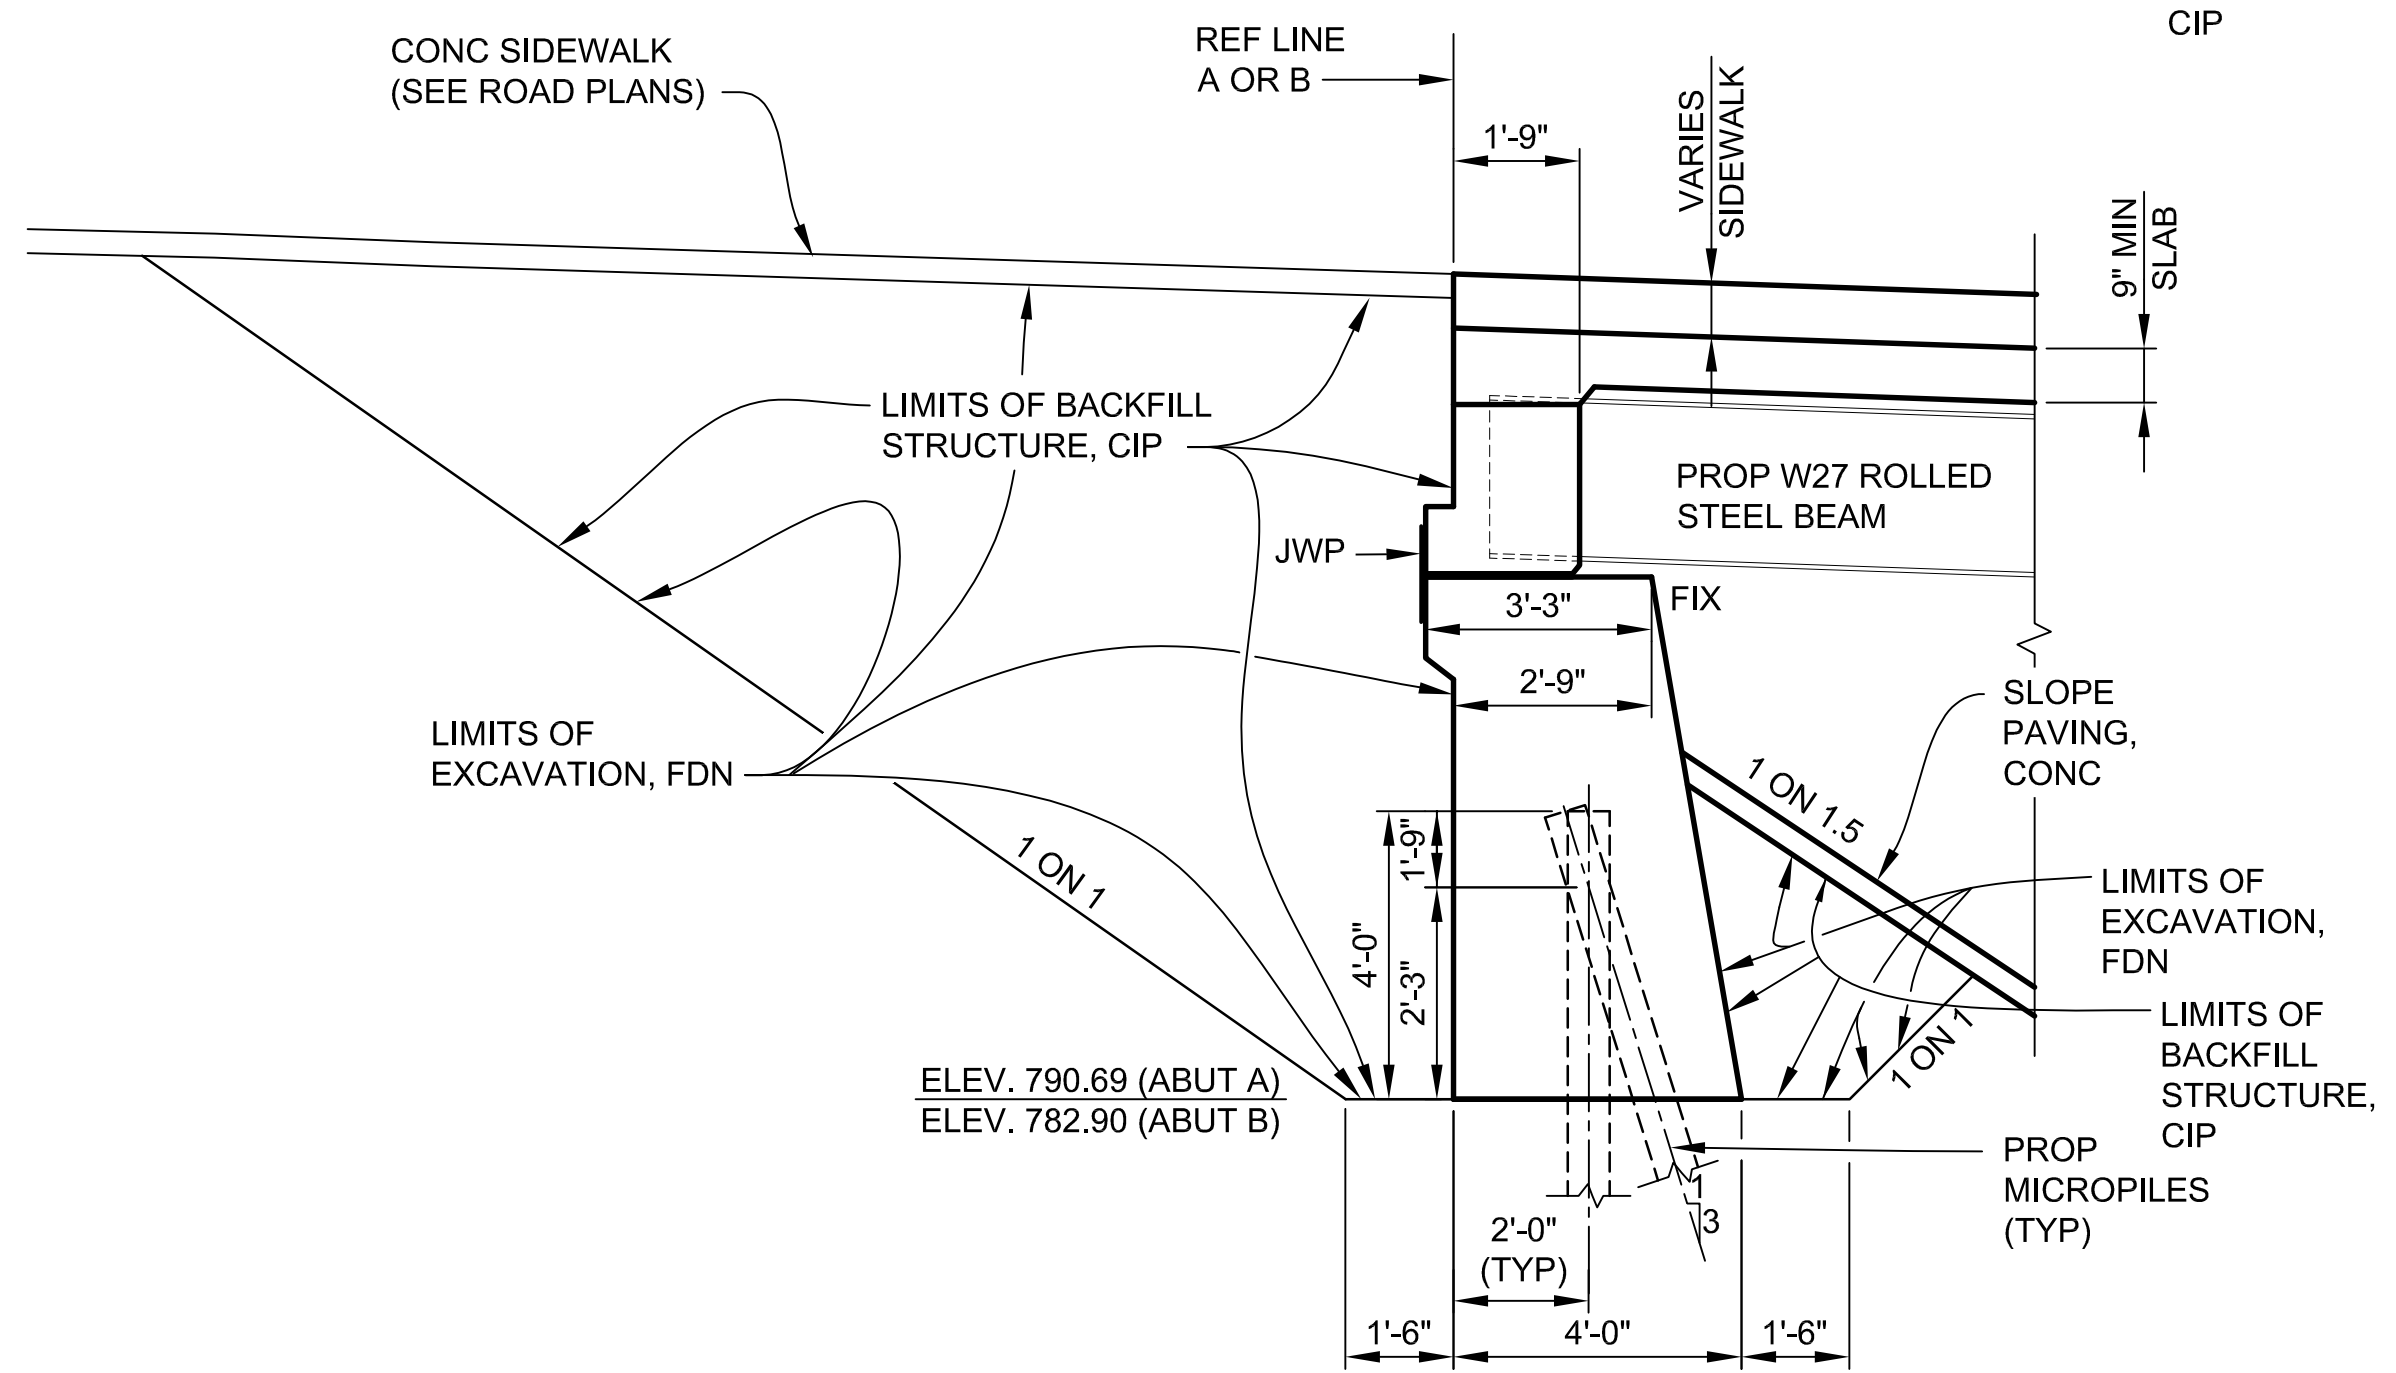 CIP
CONC SIDEWALK
(SEE ROAD PLANS)
REF LINE
A OR B
1'-9"
VARIES
SIDEWALK
9" MIN
SLAB
LIMITS OF BACKFILL
STRUCTURE, CIP
PROP W27 ROLLED
STEEL BEAM
JWP
FIX
3'-3"
2'-9"
SLOPE
PAVING,
CONC
LIMITS OF
EXCAVATION, FDN
1 ON 1
1 ON 1.5
1'-9"
4'-0"
2'-3"
LIMITS OF
EXCAVATION,
FDN
1 ON 1
LIMITS OF
BACKFILL
STRUCTURE,
CIP
ELEV. 790.69 (ABUT A)
ELEV. 782.90 (ABUT B)
PROP
MICROPILES
(TYP)
1
3
2'-0"
(TYP)
1'-6"
4'-0"
1'-6"